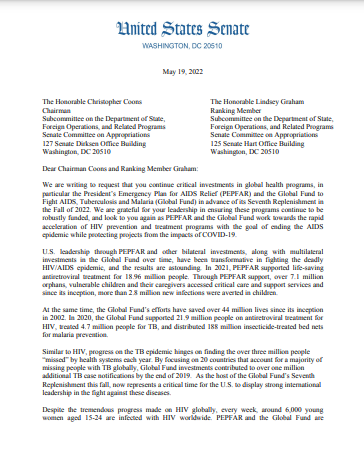 United States Senate
WASHINGTON, DC 20510
May 19, 2022
The Honorable Christopher Coons
Chairman
Subcommittee on the Department of State,
Foreign Operations, and Related Programs
Senate Committee on Appropriations
127 Senate Dirksen Office Building
Washington, DC 20510
The Honorable Lindsey Graham
Ranking Member
Subcommittee on the Department of State,
Foreign Operations, and Related Programs
Senate Committee on Appropriations
125 Senate Hart Office Building
Washington, DC 20510
Dear Chairman Coons and Ranking Member Graham:
We are writing to request that you continue critical investments in global health programs, in
particular the President's Emergency Plan for AIDS Relief (PEPFAR) and the Global Fund to
Fight AIDS, Tuberculosis and Malaria (Global Fund) in advance of its Seventh Replenishment in
the Fall of 2022. We are grateful for your leadership in ensuring these programs continue to be
robustly funded, and look to you again as PEPFAR and the Global Fund work towards the rapid
acceleration of HIV prevention and treatment programs with the goal of ending the AIDS
epidemic while protecting projects from the impacts of COVID-19.
U.S. leadership through PEPFAR and other bilateral investments, along with multilateral
investments in the Global Fund over time, have been transformative in fighting the deadly
HIV/AIDS epidemic, and the results are astounding. In 2021, PEPFAR supported life-saving
antiretroviral treatment for 18.96 million people. Through PEPFAR support, over 7.1 million
orphans, vulnerable children and their caregivers accessed critical care and support services and
since its inception, more than 2.8 million new infections were averted in children.
At the same time, the Global Fund's efforts have saved over 44 million lives since its inception
in 2002. In 2020, the Global Fund supported 21.9 million people on antiretroviral treatment for
HIV, treated 4.7 million people for TB, and distributed 188 million insecticide-treated bed nets
for malaria prevention.
Similar to HIV, progress on the TB epidemic hinges on finding the over three million people
“missed” by health systems each year. By focusing on 20 countries that account for a majority of
missing people with TB globally, Global Fund investments contributed to over one million
additional TB case notifications by the end of 2019. As the host of the Global Fund's Seventh
Replenishment this fall, now represents a critical time for the U.S. to display strong international
leadership in the fight against these diseases.
Despite the tremendous progress made on HIV globally, every week, around 6,000 young
women aged 15-24 are infected with HIV worldwide. PEPFAR and the Global Fund are